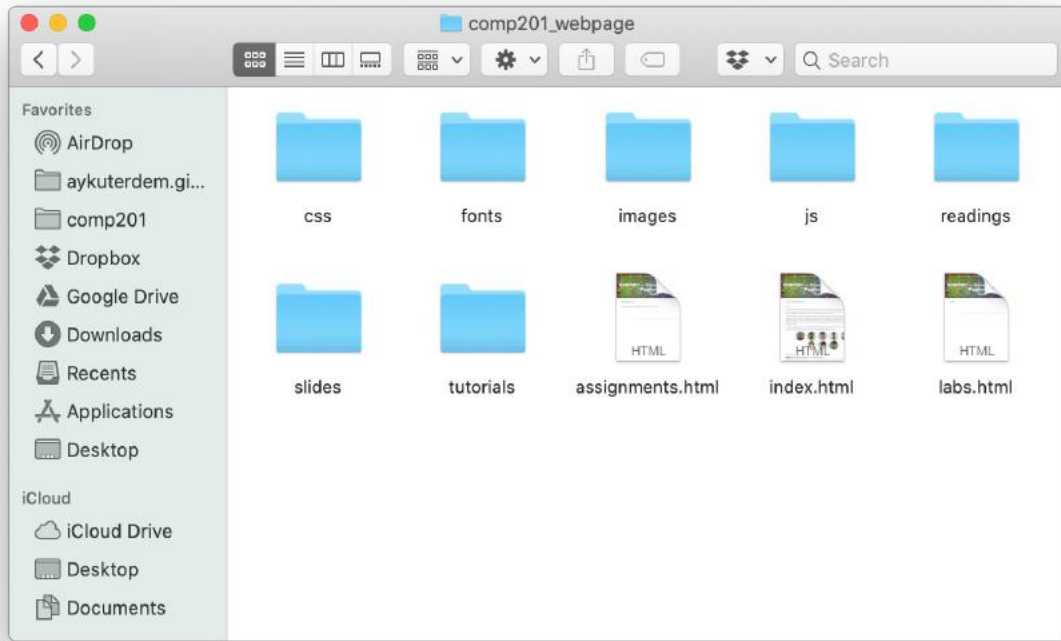 comp201_webpage
Search
Favorites
AirDrop
aykuterdem.gi...
comp201
Dropbox
Google Drive
Downloads
Recents
Applications
Desktop
iCloud
iCloud Drive
Desktop
Documents
css
fonts
images
js
readings
HTML
HTML
HTML
slides
tutorials
assignments.html
index.html
labs.html